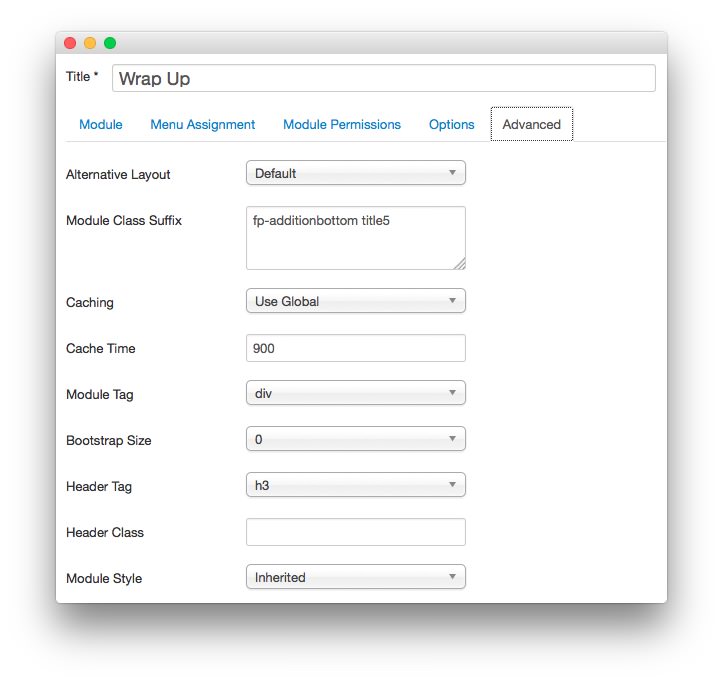 Title * Wrap Up
Module Menu Assignment Module Permissions Options Advanced
Alternative Layout Default
Module Class Suffix fp-additionbottom title5
Caching Use Global
Cache Time 900
Module Tag div
Bootstrap Size 0
Header Tag h3
Header Class
Module Style Inherited